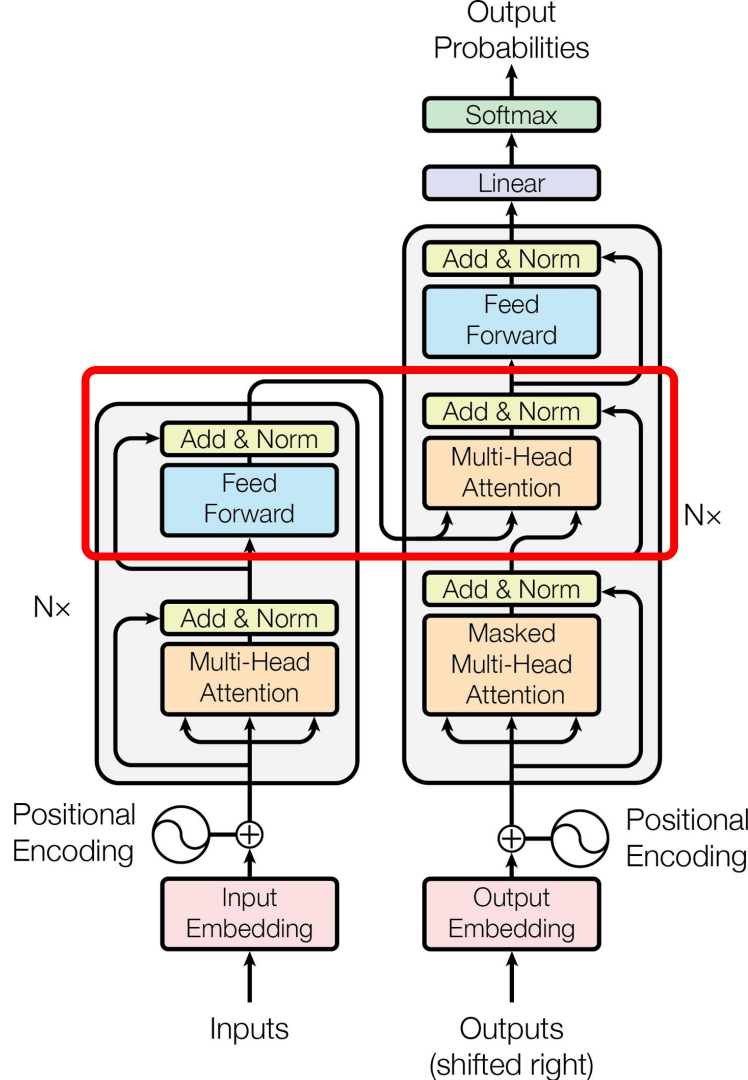 Output
Probabilities
Softmax
Linear
Add & Norm
Feed
Forward
Add & Norm
Multi-Head
Attention
Add & Norm
Feed
Forward
N×
Add & Norm
Masked
Multi-Head
Attention
N×
Add & Norm
Multi-Head
Attention
Positional
Encoding
Positional
Encoding
Input
Embedding
Output
Embedding
Inputs
Outputs
(shifted right)